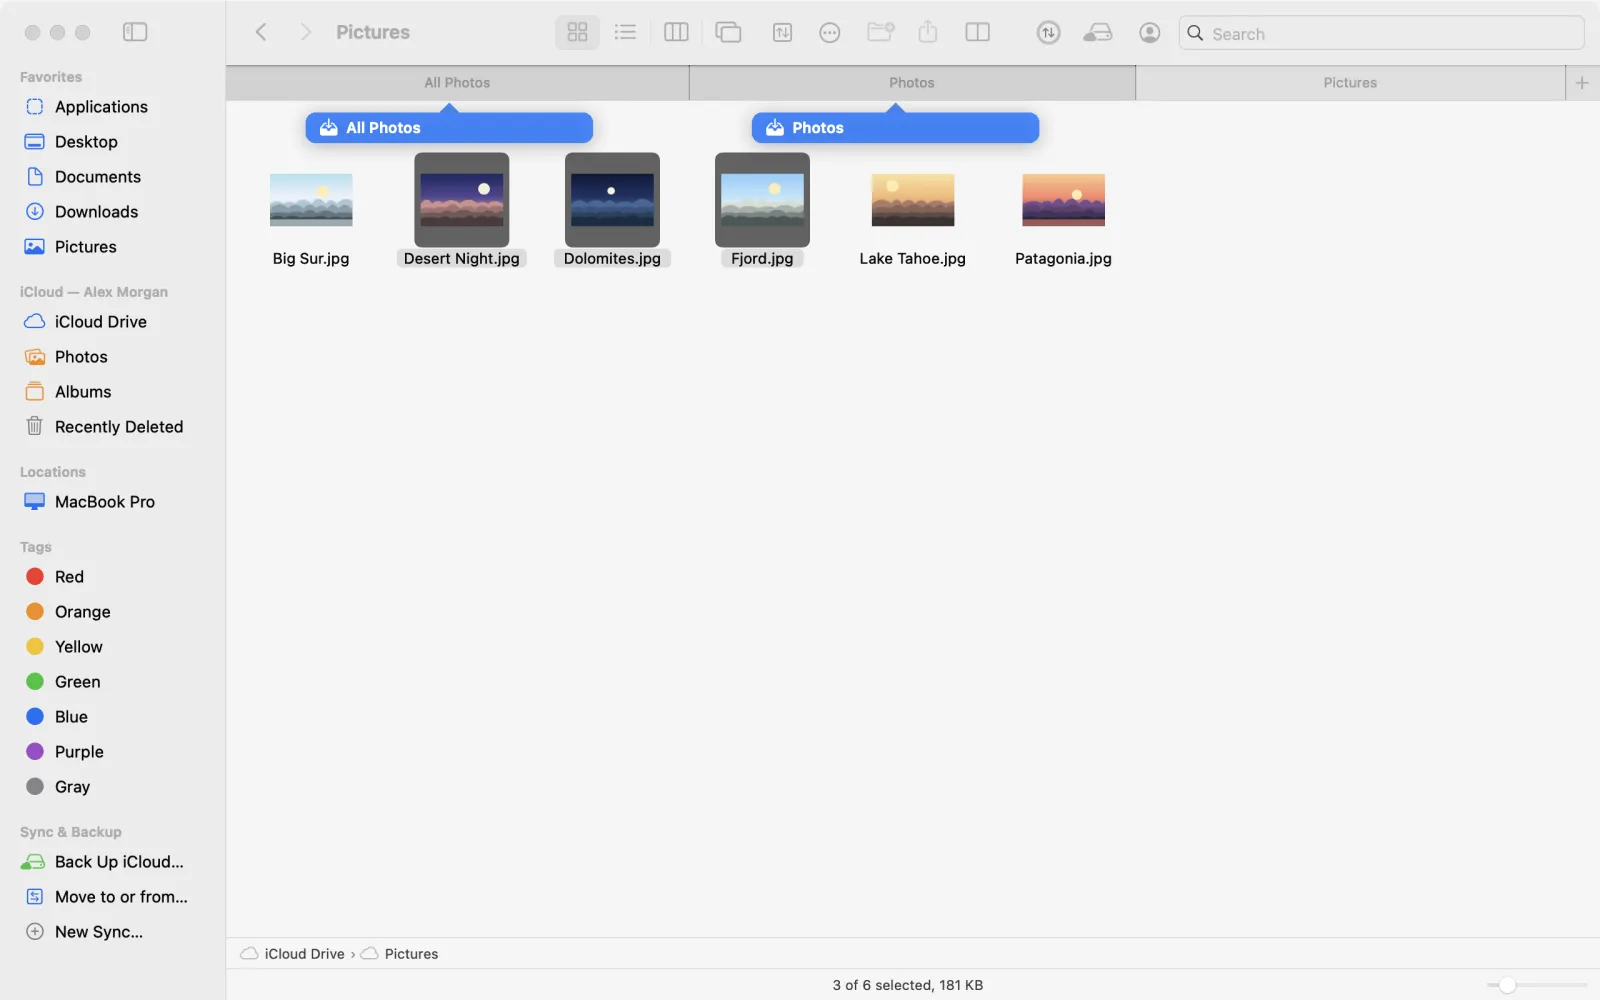 Pictures
Search
Favorites
Applications
Desktop
Documents
Downloads
Pictures
iCloud — Alex Morgan
iCloud Drive
Photos
Albums
Recently Deleted
Locations
MacBook Pro
Tags
Red
Orange
Yellow
Green
Blue
Purple
Gray
Sync & Backup
Back Up iCloud...
Move to or from...
New Sync...
All Photos
Photos
Pictures
All Photos
Photos
Big Sur.jpg
Desert Night.jpg
Dolomites.jpg
Fjord.jpg
Lake Tahoe.jpg
Patagonia.jpg
iCloud Drive › Pictures
3 of 6 selected, 181 KB